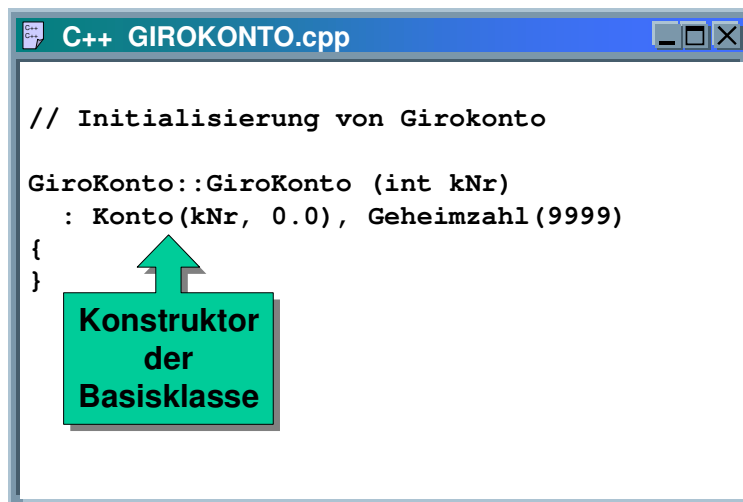 C++ GIROKONTO.cpp
// Initialisierung von Girokonto
GiroKonto::GiroKonto (int kNr)
: Konto(kNr, 0.0), Geheimzahl(9999)
{
}
Konstruktor
der
Basisklasse